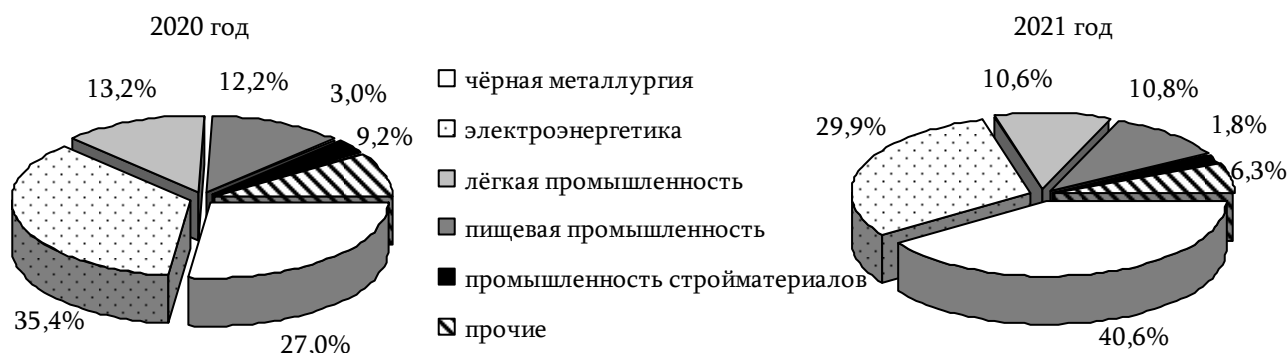 2020 год
13,2%
12,2%
3,0%
9,2%
35,4%
27,0%
чёрная металлургия
электроэнергетика
лёгкая промышленность
пищевая промышленность
промышленность стройматериалов
прочие
2021 год
10,6%
10,8%
29,9%
1,8%
6,3%
40,6%